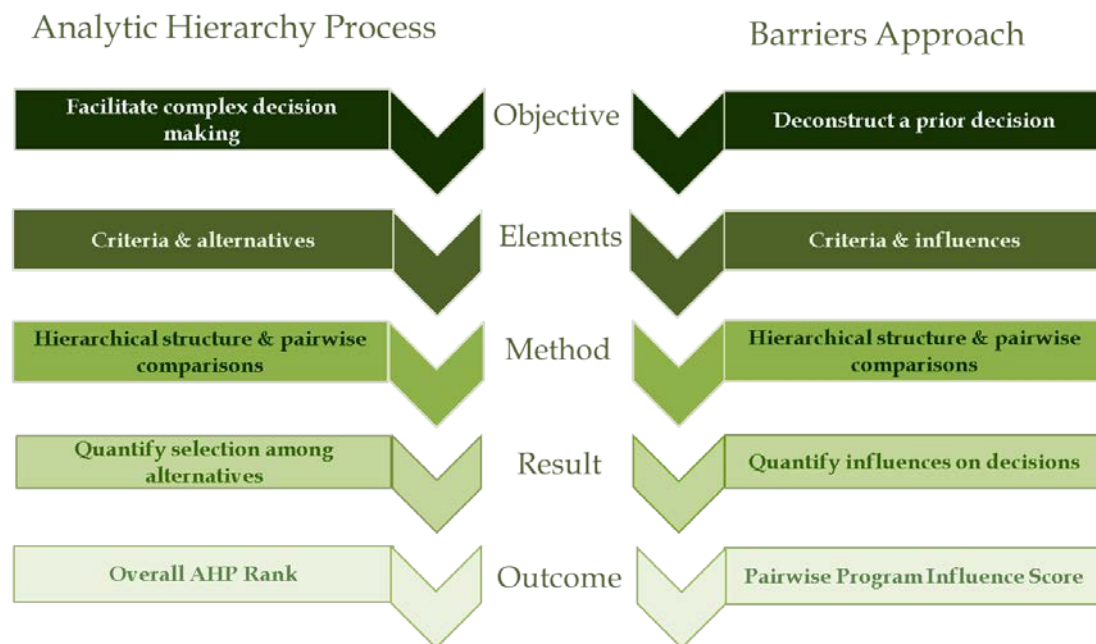 Analytic Hierarchy Process
Barriers Approach
Facilitate complex decision
making
Objective
Deconstruct a prior decision
Criteria & alternatives
Elements
Criteria & influences
Hierarchical structure & pairwise
comparisons
Method
Hierarchical structure & pairwise
comparisons
Quantify selection among
alternatives
Result
Quantify influences on decisions
Overall AHP Rank
Outcome
Pairwise Program Influence Score